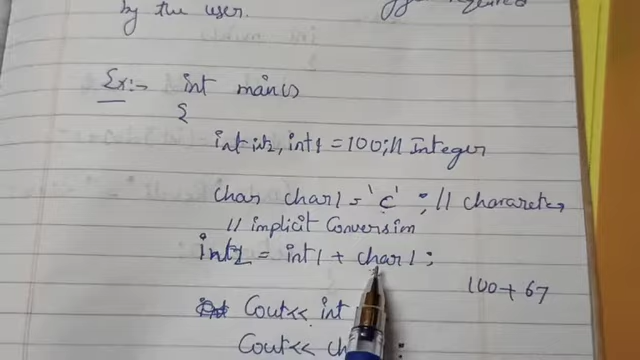 by the user.
Ex:→ int main()
{
int int2, int1 = 100; // Integer
char char1 = 'c' ; // character
// implicit Conversion
int2 = int1 + char1 ;
100 + 67
Cout<< int
Cout<< ch